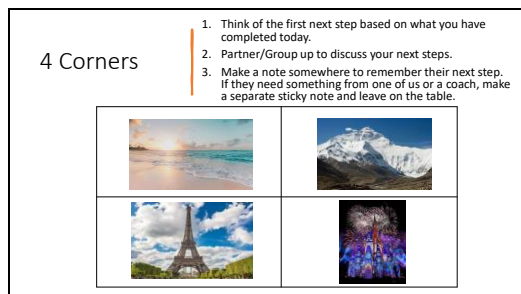 4 Corners
1. Think of the first next step based on what you have
completed today.
2. Partner/Group up to discuss your next steps.
3. Make a note somewhere to remember their next step.
If they need something from one of us or a coach, make
a separate sticky note and leave on the table.